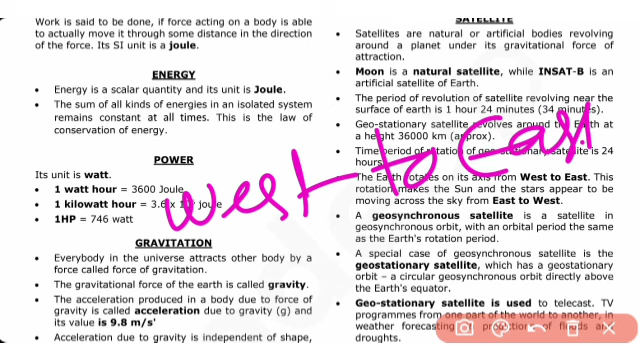 Work is said to be done, if force acting on a body is able
to actually move it through some distance in the direction
of the force. Its SI unit is a joule.
ENERGY
• Energy is a scalar quantity and its unit is Joule.
• The sum of all kinds of energies in an isolated system
remains constant at all times. This is the law of
conservation of energy.
POWER
Its unit is watt.
• 1 watt hour = 3600 Joule
• 1 kilowatt hour = 3.6 x joule
• 1HP = 746 watt
GRAVITATION
• Everybody in the universe attracts other body by a
force called force of gravitation.
• The gravitational force of the earth is called gravity.
• The acceleration produced in a body due to force of
gravity is called acceleration due to gravity (g) and
its value is 9.8 m/s'
• Acceleration due to gravity is independent of shape,
SATELLITE
• Satellites are natural or artificial bodies revolving
around a planet under its gravitational force of
attraction.
• Moon is a natural satellite, while INSAT-B is an
artificial satellite of Earth.
• The period of revolution of satellite revolving near the
surface of earth is 1 hour 24 minutes (34 minutes).
• Geo-stationary satellite revolves around the Earth at
a height 36000 km (approx).
• Time period of rotation of geo-stationary satellite is 24
hours
• The Earth rotates on its axis from West to East. This
rotation makes the Sun and the stars appear to be
moving across the sky from East to West.
• A geosynchronous satellite is a satellite in
geosynchronous orbit, with an orbital period the same
as the Earth's rotation period.
• A special case of geosynchronous satellite is the
geostationary satellite, which has a geostationary
orbit – a circular geosynchronous orbit directly above
the Earth's equator.
• Geo-stationary satellite is used to telecast. TV
programmes from one part of the world to another, in
weather forecasting, prediction of floods and
droughts.
west to East